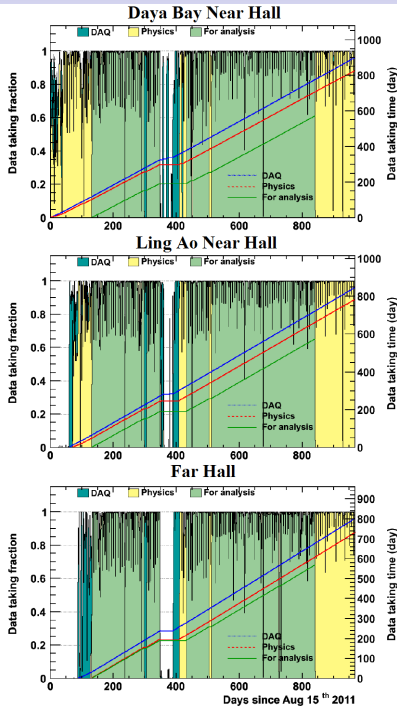 Daya Bay Near Hall
DAQ Physics For analysis
Data taking fraction
1
0.8
0.6
0.4
0.2
0
Data taking time (day)
1000
800
600
400
200
0
DAQ
Physics
For analysis
0 200 400 600 800
Ling Ao Near Hall
DAQ Physics For analysis
Data taking fraction
1
0.8
0.6
0.4
0.2
0
Data taking time (day)
1000
800
600
400
200
0
DAQ
Physics
For analysis
0 200 400 600 800
Far Hall
DAQ Physics For analysis
Data taking fraction
1
0.8
0.6
0.4
0.2
0
Data taking time (day)
900
800
700
600
500
400
300
200
100
0
DAQ
Physics
For analysis
0 200 400 600 800
Days since Aug 15 th 2011